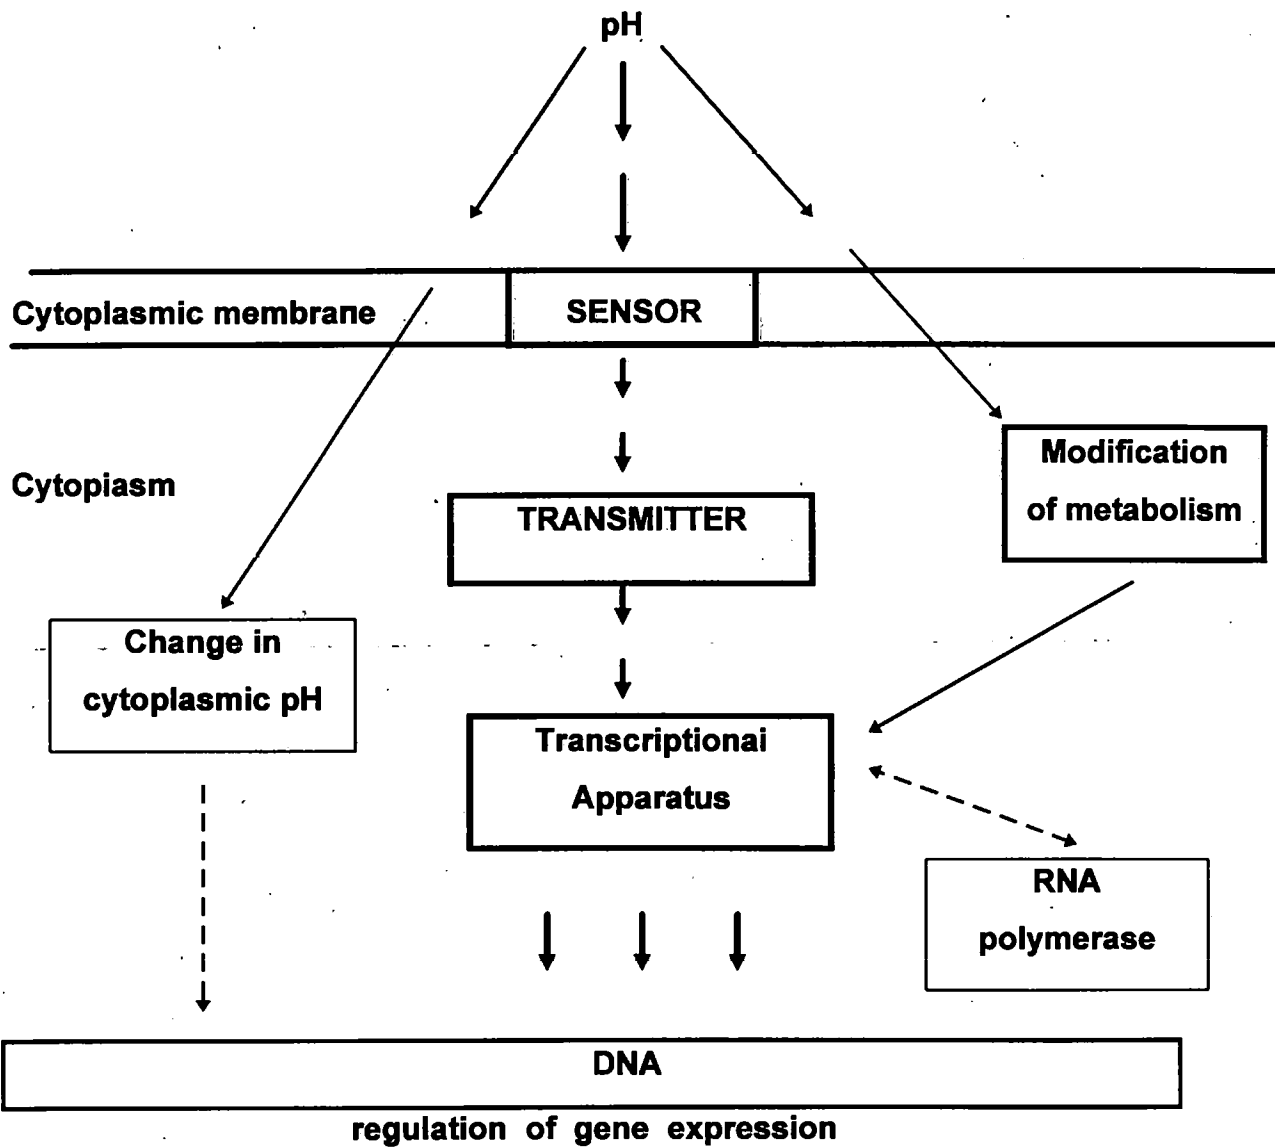 pH
Cytoplasmic membrane
SENSOR
Modification
of metabolism
Cytopiasm
TRANSMITTER
Change in
cytoplasmic pH
Transcriptionai
Apparatus
RNA
polymerase
DNA
regulation of gene expression